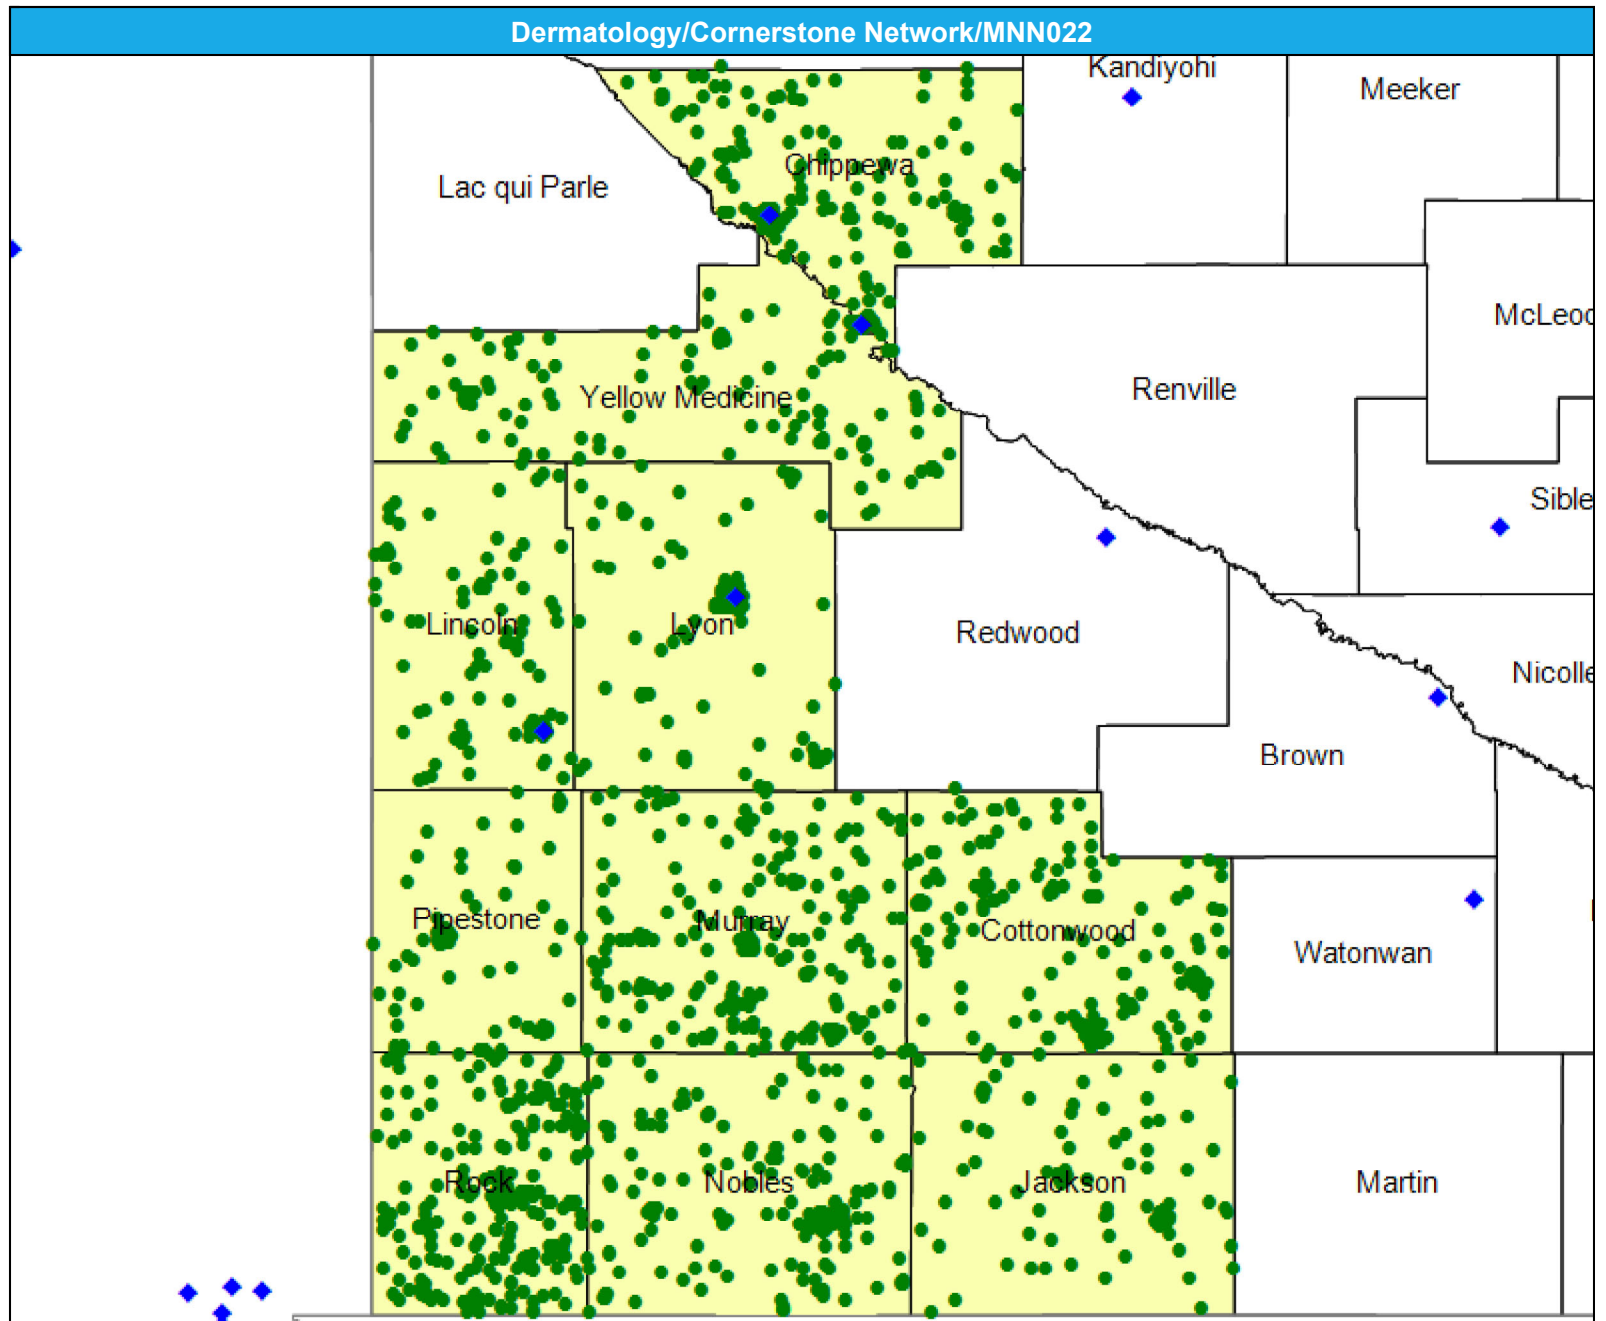 Dermatology/Cornerstone Network/MNN022
Kandiyohi
Meeker
Chippewa
Lac qui Parle
McLeod
Renville
Yellow Medicine
Sible
Lincoln
Lyon
Redwood
Nicolle
Brown
Pipestone
Murray
Cottonwood
Watonwan
Rock
Nobles
Jackson
Martin